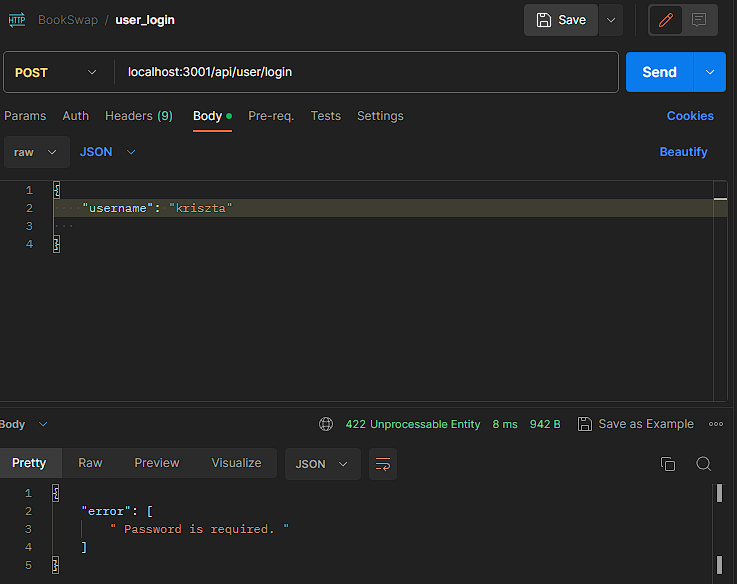 HTTP BookSwap / user_login Save
POST localhost:3001/api/user/login Send
Params Auth Headers (9) Body Pre-req. Tests Settings Cookies
raw JSON Beautify
1 {
2 "username": "kriszta"
3
4 }
Body 422 Unprocessable Entity 8 ms 942 B Save as Example
Pretty Raw Preview Visualize JSON
1 {
2 "error": [
3 " Password is required. "
4 ]
5 }